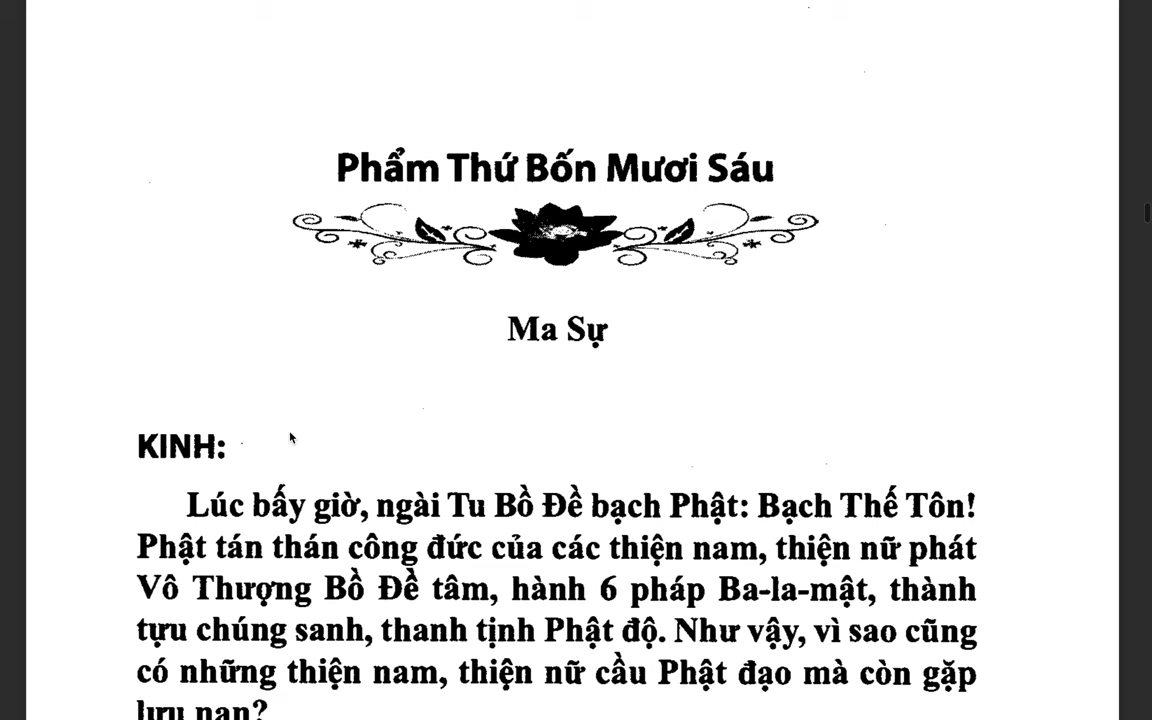 Phẩm Thứ Bốn Mươi Sáu
Ma Sự
KINH:
Lúc bấy giờ, ngài Tu Bồ Đề bạch Phật: Bạch Thế Tôn!
Phật tán thán công đức của các thiện nam, thiện nữ phát
Vô Thượng Bồ Đề tâm, hành 6 pháp Ba-la-mật, thành
tựu chúng sanh, thanh tịnh Phật độ. Như vậy, vì sao cũng
có những thiện nam, thiện nữ cầu Phật đạo mà còn gặp
lưu nạn?